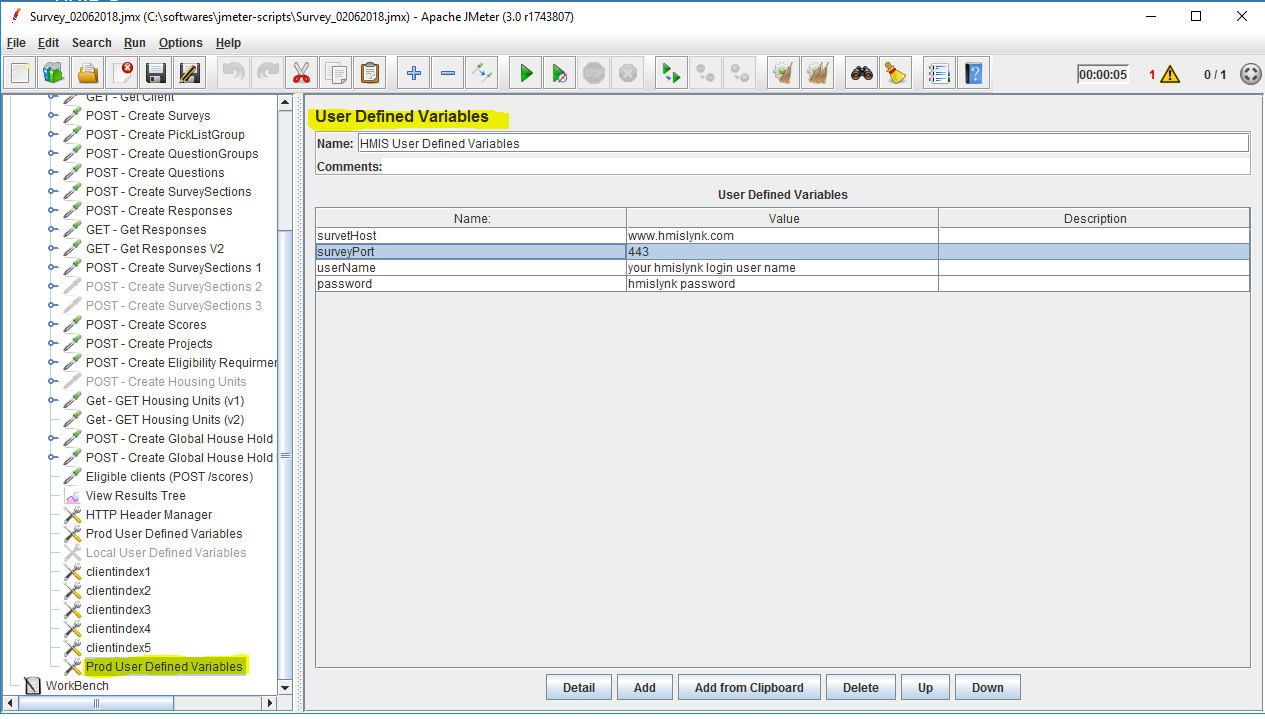 Survey_02062018.jmx (C:\softwares\jmeter-scripts\Survey_02062018.jmx) - Apache JMeter (3.0 r1743807)
File Edit Search Run Options Help
STOP
00:00:05 1 0 / 1
GET - Get Client
POST - Create Surveys
POST - Create PickListGroup
POST - Create QuestionGroups
POST - Create Questions
POST - Create SurveySections
POST - Create Responses
GET - Get Responses
GET - Get Responses V2
POST - Create SurveySections 1
POST - Create SurveySections 2
POST - Create SurveySections 3
POST - Create Scores
POST - Create Projects
POST - Create Eligibility Requirmer
POST - Create Housing Units
Get - GET Housing Units (v1)
Get - GET Housing Units (v2)
POST - Create Global House Hold
POST - Create Global House Hold
Eligible clients (POST /scores)
View Results Tree
HTTP Header Manager
Prod User Defined Variables
Local User Defined Variables
clientindex1
clientindex2
clientindex3
clientindex4
clientindex5
Prod User Defined Variables
WorkBench
User Defined Variables
Name: HMIS User Defined Variables
Comments:
User Defined Variables
Name: Value Description
survetHost www.hmislynk.com
surveyPort 443
userName your hmislynk login user name
password hmislynk password
Detail Add Add from Clipboard Delete Up Down